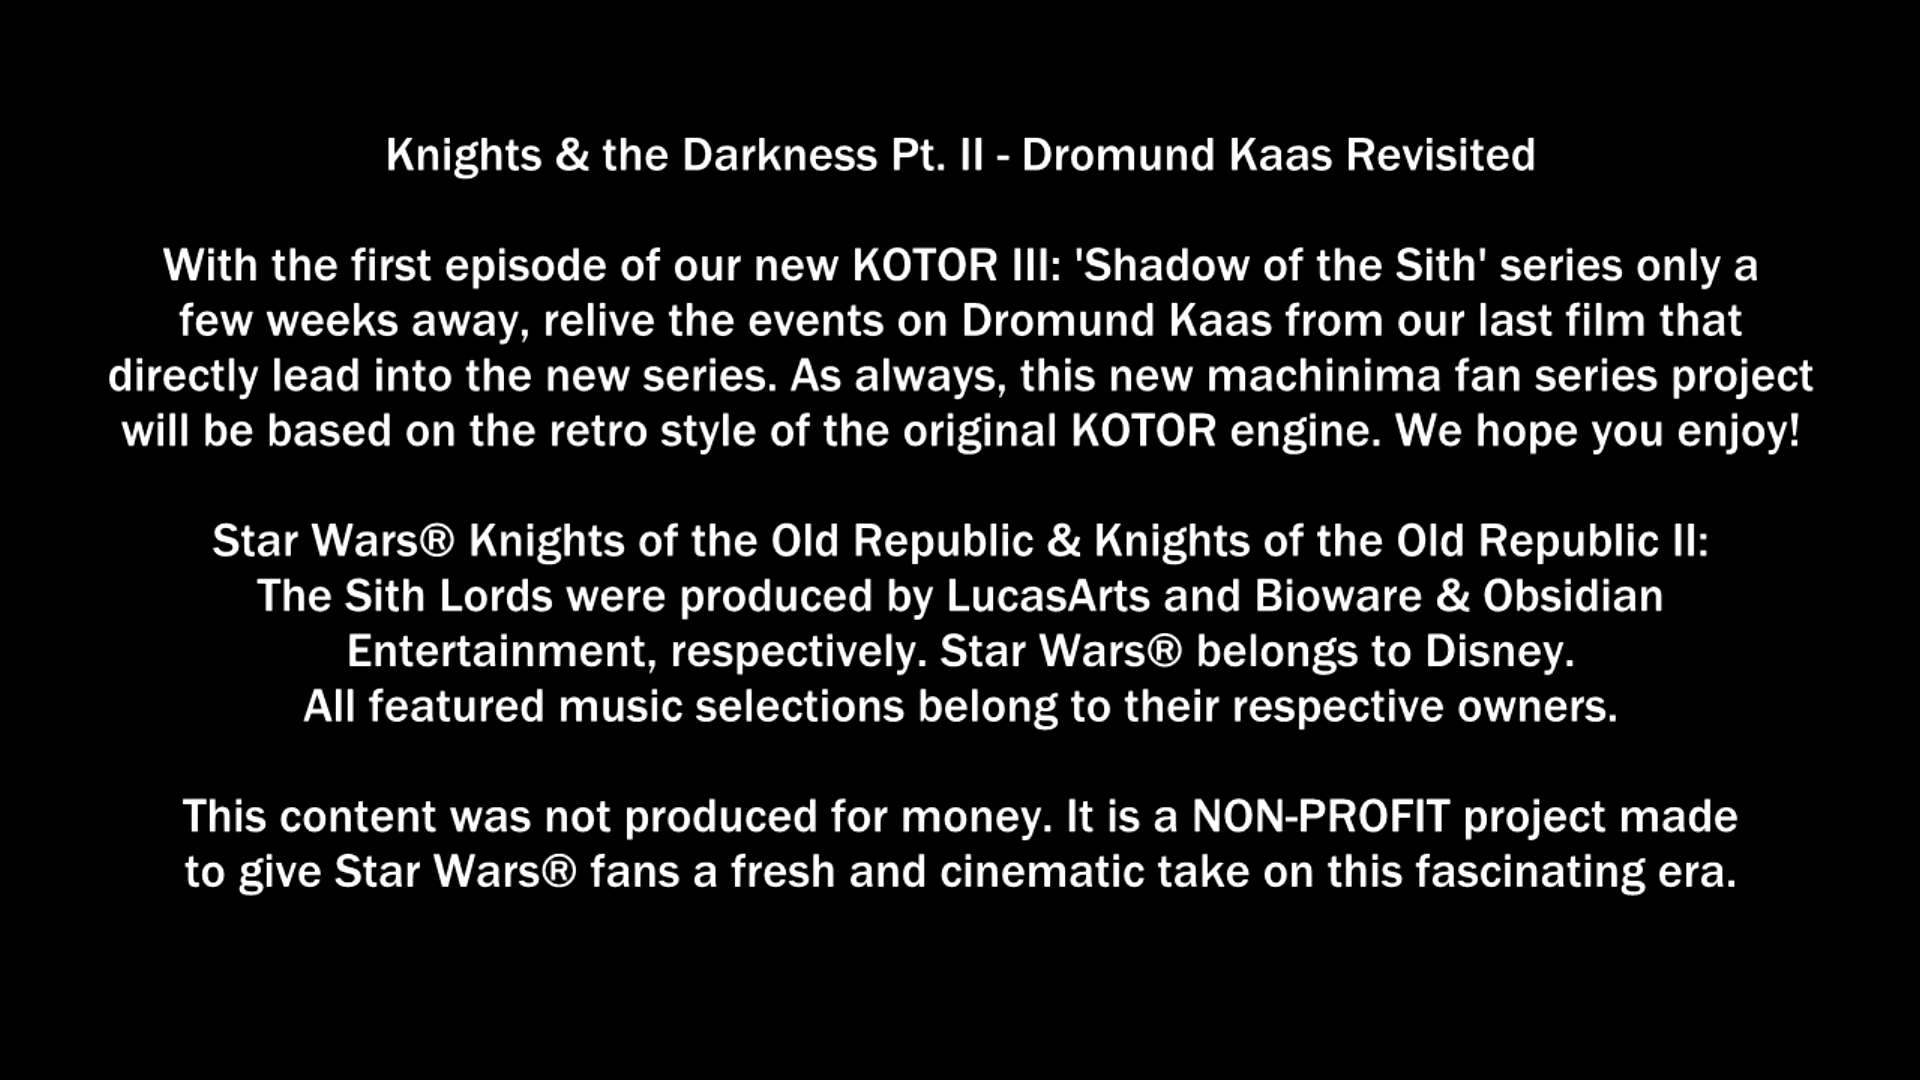 Knights & the Darkness Pt. II - Dromund Kaas Revisited
With the first episode of our new KOTOR III: 'Shadow of the Sith' series only a
few weeks away, relive the events on Dromund Kaas from our last film that
directly lead into the new series. As always, this new machinima fan series project
will be based on the retro style of the original KOTOR engine. We hope you enjoy!
Star Wars® Knights of the Old Republic & Knights of the Old Republic II:
The Sith Lords were produced by LucasArts and Bioware & Obsidian
Entertainment, respectively. Star Wars® belongs to Disney.
All featured music selections belong to their respective owners.
This content was not produced for money. It is a NON-PROFIT project made
to give Star Wars® fans a fresh and cinematic take on this fascinating era.